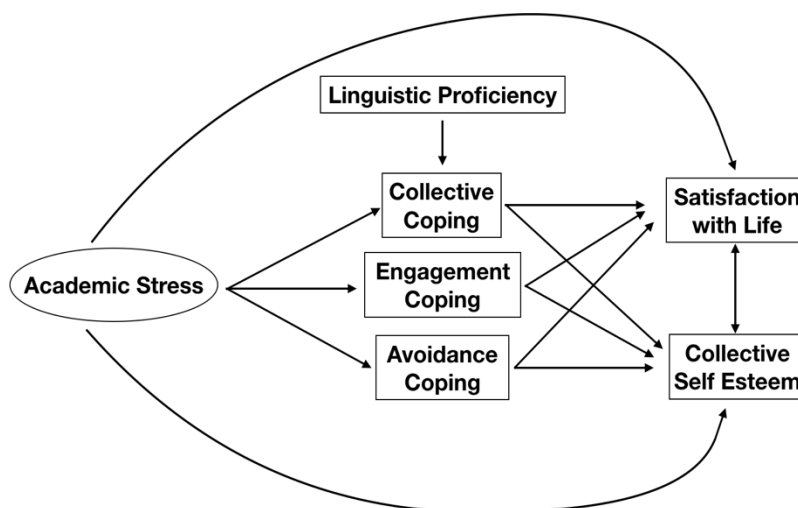 Linguistic Proficiency
Collective
Coping
Satisfaction
with Life
Academic Stress
Engagement
Coping
Avoidance
Coping
Collective
Self Esteem